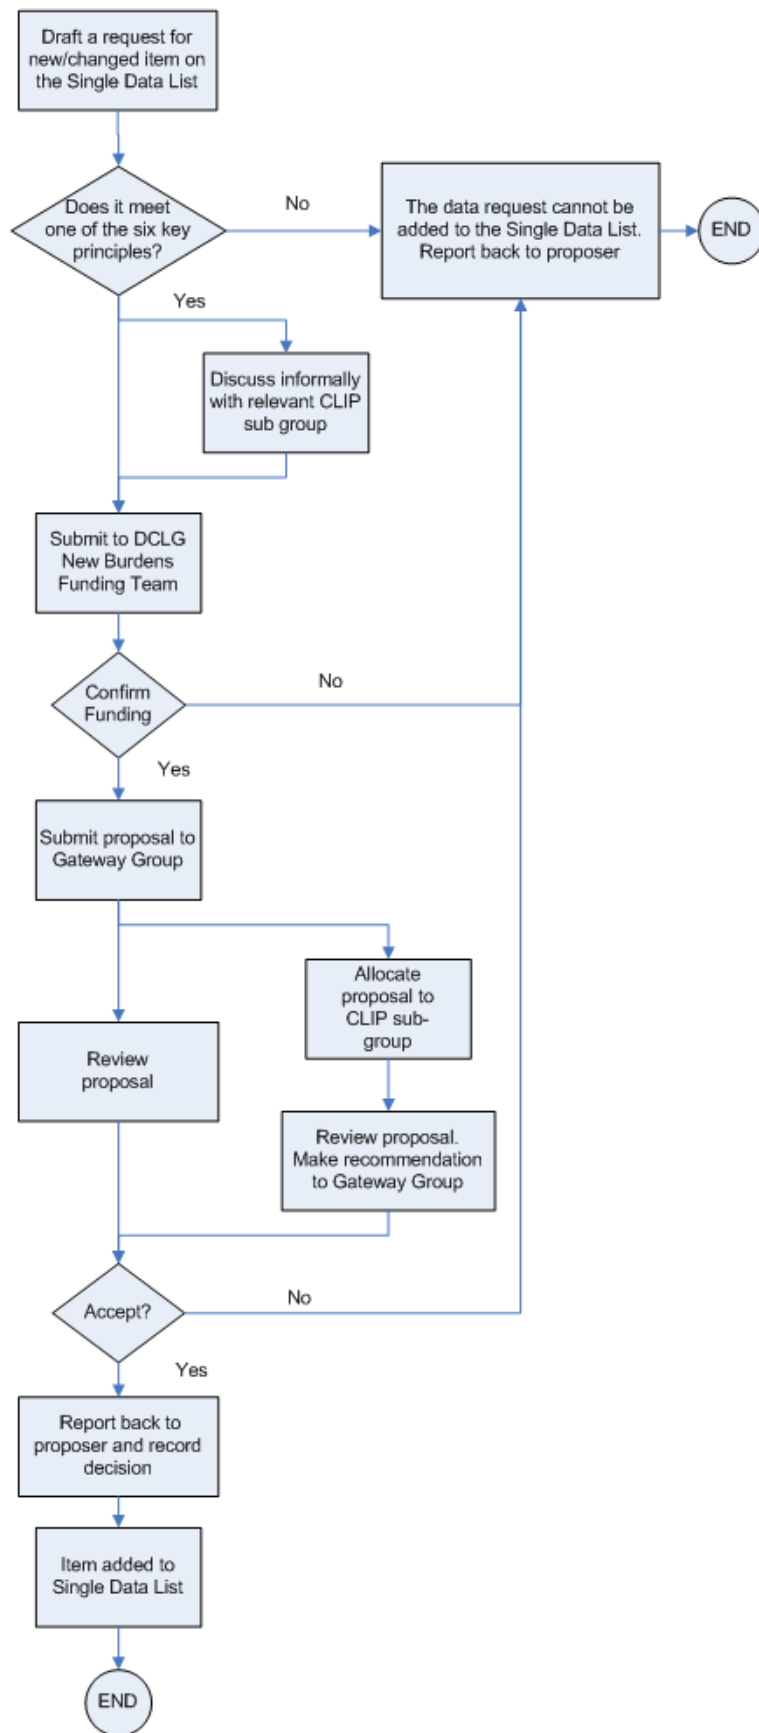 Draft a request for
new/changed item on
the Single Data List
Does it meet
one of the six key
principles?
No
The data request cannot be
added to the Single Data List.
Report back to proposer
END
Yes
Discuss informally
with relevant CLIP
sub group
Submit to DCLG
New Burdens
Funding Team
Confirm
Funding
No
Yes
Submit proposal to
Gateway Group
Allocate
proposal to
CLIP sub-
group
Review
proposal
Review proposal.
Make recommendation
to Gateway Group
Accept?
No
Yes
Report back to
proposer and record
decision
Item added to
Single Data List
END